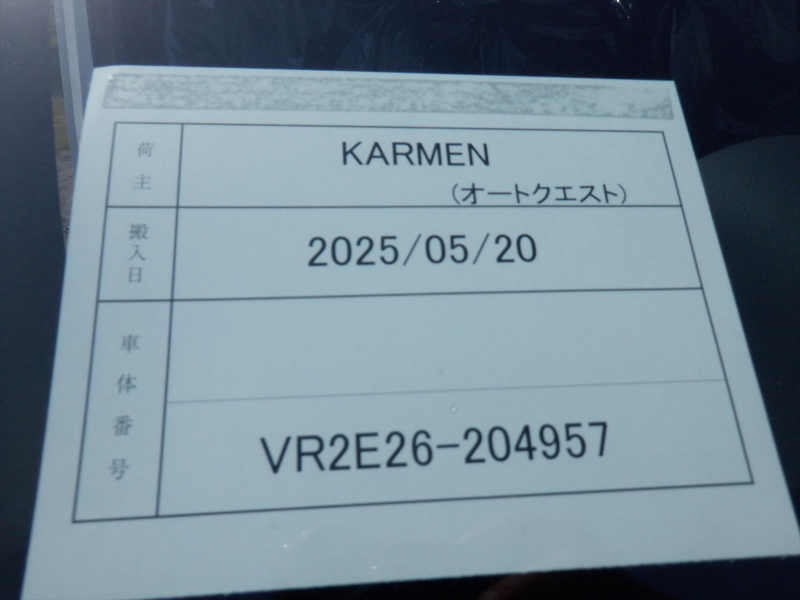 荷主
KARMEN
(オートクエスト)
搬入日
2025/05/20
車体番号
VR2E26-204957